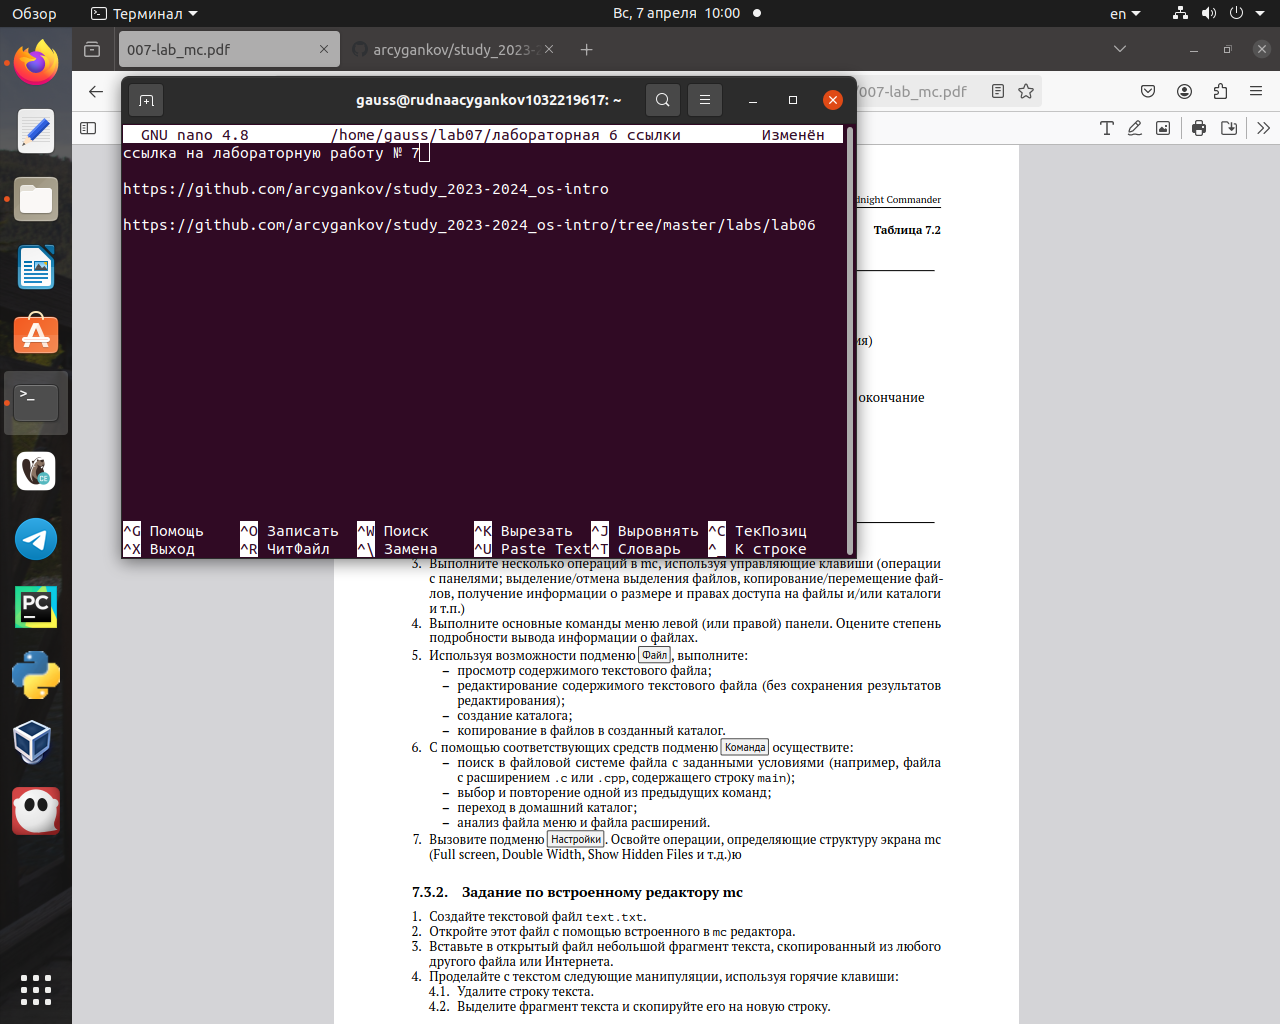 Обзор
Терминал
Вс, 7 апреля 10:00
en
007-lab_mc.pdf
arcygankov/study_2023-2
/007-lab_mc.pdf
gauss@rudnaacygankov1032219617: ~
GNU nano 4.8 /home/gauss/lab07/лабораторная 6 ссылки Изменён
ссылка на лабораторную работу № 7
https://github.com/arcygankov/study_2023-2024_os-intro
https://github.com/arcygankov/study_2023-2024_os-intro/tree/master/labs/lab06
^G Помощь ^O Записать ^W Поиск ^K Вырезать ^J Выровнять ^C ТекПозиц
^X Выход ^R ЧитФайл ^\ Замена ^U Paste Text ^T Словарь ^_ К строке
dnight Commander
Таблица 7.2
ия)
окончание
3. Выполните несколько операций в mc, используя управляющие клавиши (операции
с панелями; выделение/отмена выделения файлов, копирование/перемещение фай-
лов, получение информации о размере и правах доступа на файлы и/или каталоги
и т.п.)
4. Выполните основные команды меню левой (или правой) панели. Оцените степень
подробности вывода информации о файлах.
5. Используя возможности подменю Файл, выполните:
– просмотр содержимого текстового файла;
– редактирование содержимого текстового файла (без сохранения результатов
редактирования);
– создание каталога;
– копирование в файлов в созданный каталог.
6. С помощью соответствующих средств подменю Команда осуществите:
– поиск в файловой системе файла с заданными условиями (например, файла
с расширением .c или .cpp, содержащего строку main);
– выбор и повторение одной из предыдущих команд;
– переход в домашний каталог;
– анализ файла меню и файла расширений.
7. Вызовите подменю Настройки. Освойте операции, определяющие структуру экрана mc
(Full screen, Double Width, Show Hidden Files и т.д.)ю
7.3.2. Задание по встроенному редактору mc
1. Создайте текстовой файл text.txt.
2. Откройте этот файл с помощью встроенного в mc редактора.
3. Вставьте в открытый файл небольшой фрагмент текста, скопированный из любого
другого файла или Интернета.
4. Проделайте с текстом следующие манипуляции, используя горячие клавиши:
4.1. Удалите строку текста.
4.2. Выделите фрагмент текста и скопируйте его на новую строку.